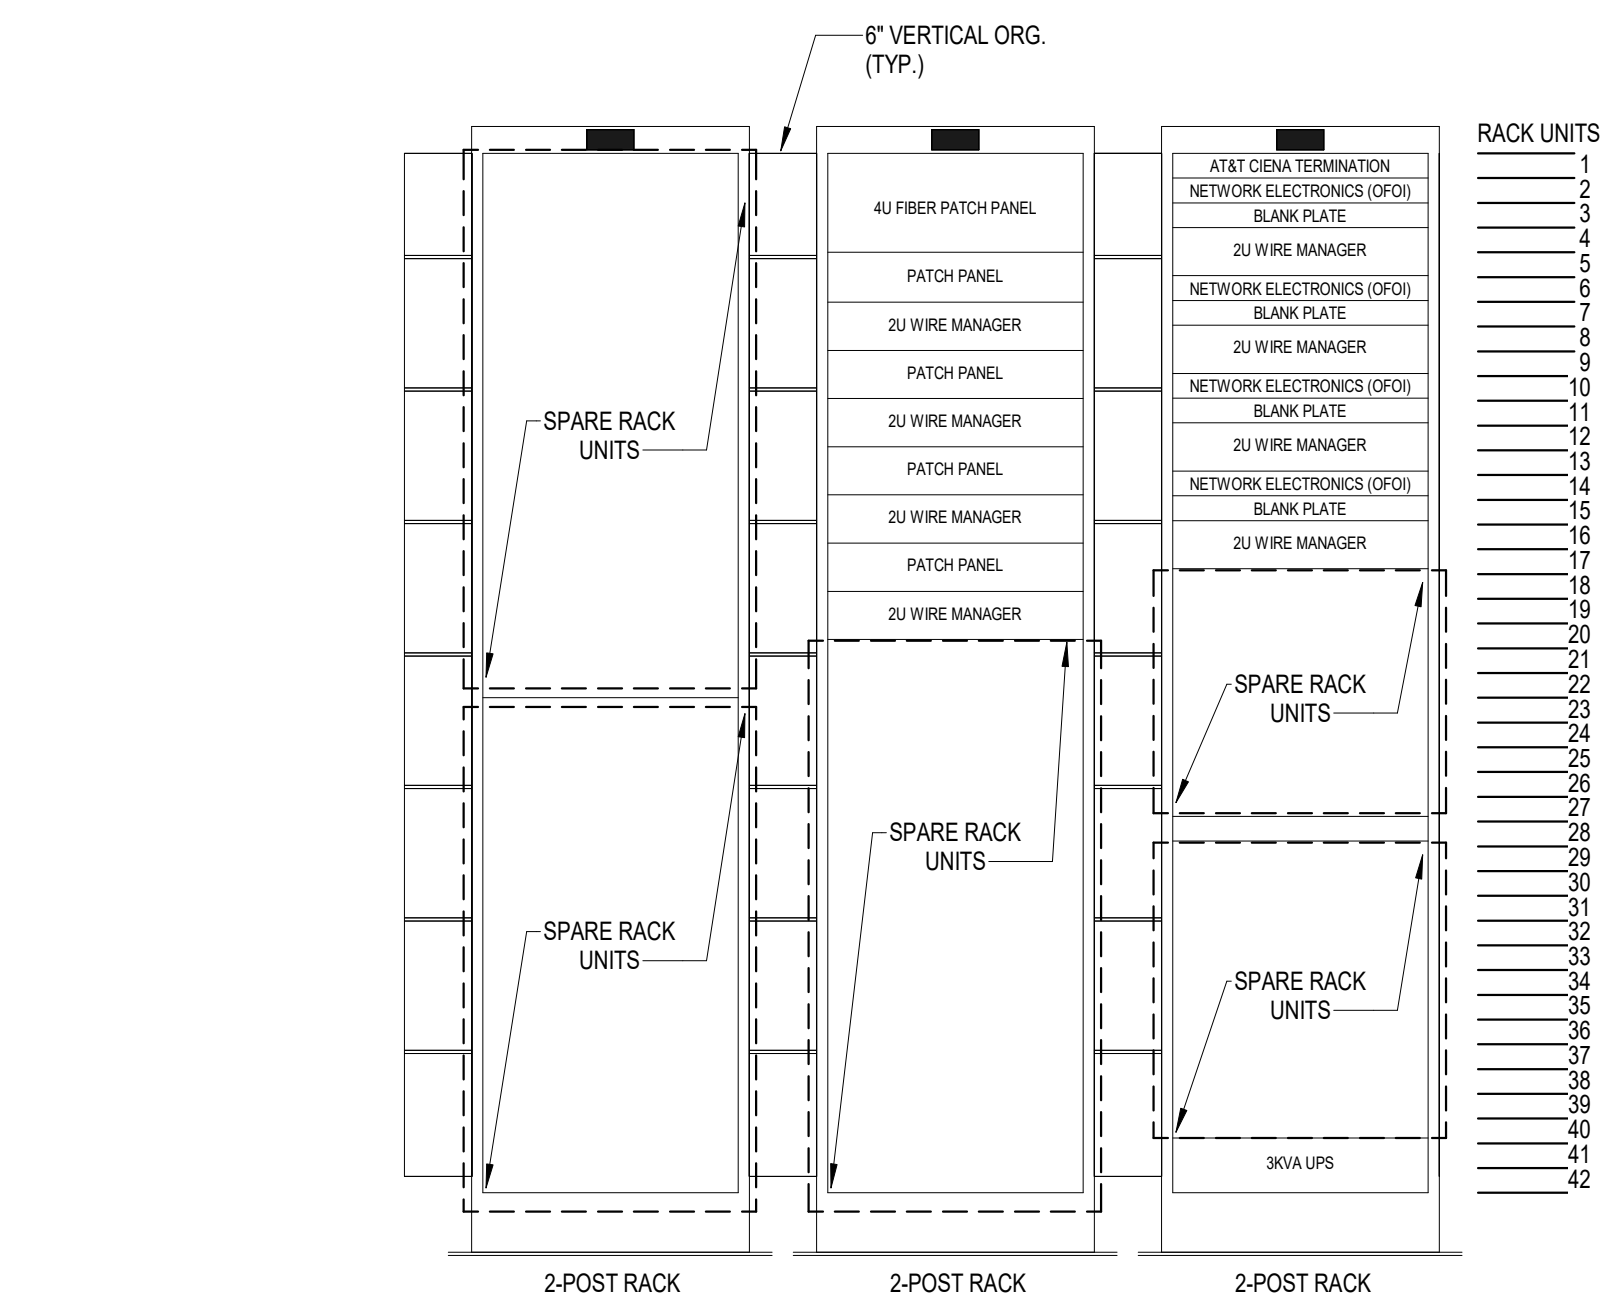 6" VERTICAL ORG.
(TYP.)
SPARE RACK
UNITS
SPARE RACK
UNITS
2-POST RACK
4U FIBER PATCH PANEL
PATCH PANEL
2U WIRE MANAGER
PATCH PANEL
2U WIRE MANAGER
PATCH PANEL
2U WIRE MANAGER
PATCH PANEL
2U WIRE MANAGER
SPARE RACK
UNITS
2-POST RACK
AT&T CIENA TERMINATION
NETWORK ELECTRONICS (OFOI)
BLANK PLATE
2U WIRE MANAGER
NETWORK ELECTRONICS (OFOI)
BLANK PLATE
2U WIRE MANAGER
NETWORK ELECTRONICS (OFOI)
BLANK PLATE
2U WIRE MANAGER
NETWORK ELECTRONICS (OFOI)
BLANK PLATE
2U WIRE MANAGER
SPARE RACK
UNITS
SPARE RACK
UNITS
3KVA UPS
2-POST RACK
RACK UNITS
1
2
3
4
5
6
7
8
9
10
11
12
13
14
15
16
17
18
19
20
21
22
23
24
25
26
27
28
29
30
31
32
33
34
35
36
37
38
39
40
41
42